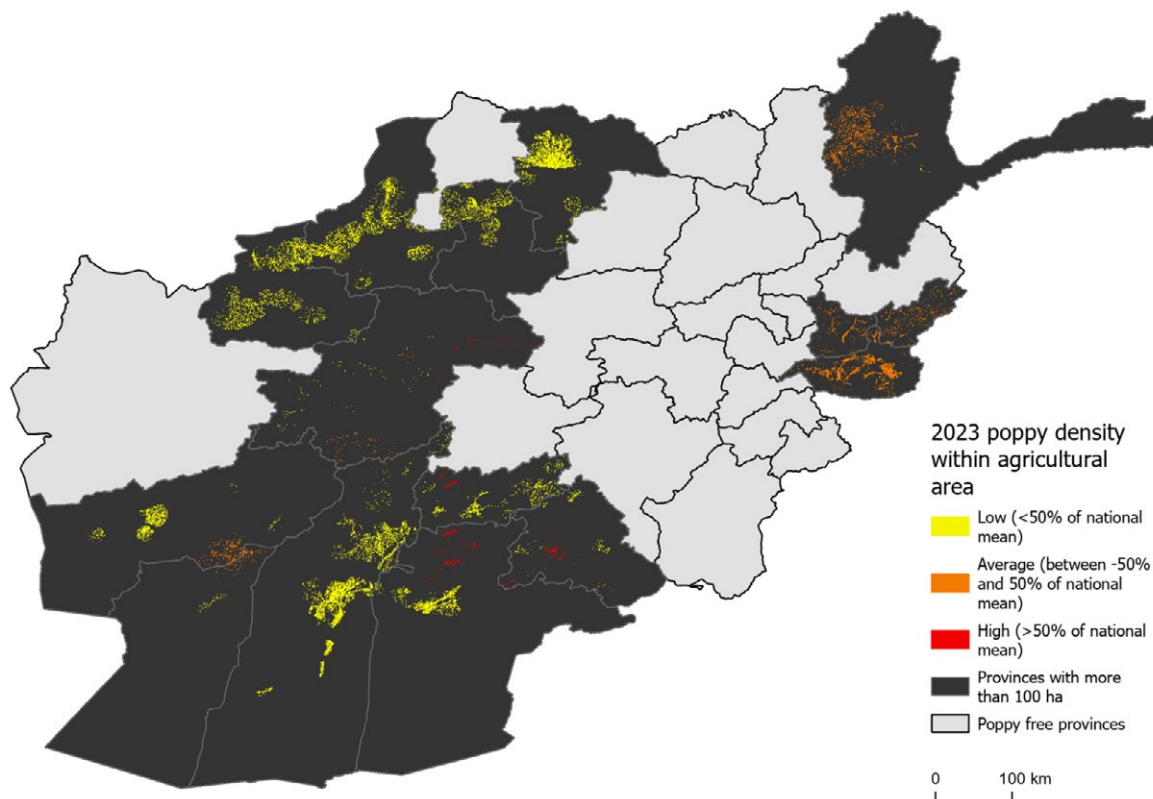 2023 poppy density
within agricultural
area
Low (<50% of national
mean)
Average (between -50%
and 50% of national
mean)
High (>50% of national
mean)
Provinces with more
than 100 ha
Poppy free provinces
0 100 km